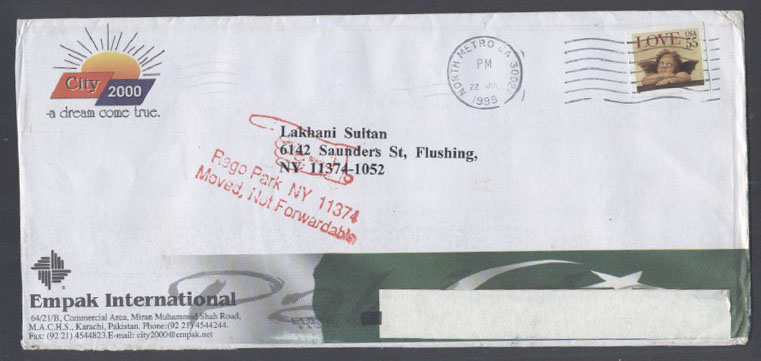 City
2000
-a dream come true.
NORTH METRO GA
PM
22
1999
LOVE
USA
55
Lakhani Sultan
6142 Saunders St, Flushing,
NY 11374-1052
Rego Park NY 11374
Moved, Not Forwardable
Empak International
64/21/B, Commercial Area, Miran Muhammad Shah Road,
M.A.C.H.S., Karachi, Pakistan. Phone:(92 21) 4544244.
Fax: (92 21) 4544823.E-mail: city2000@empak.net